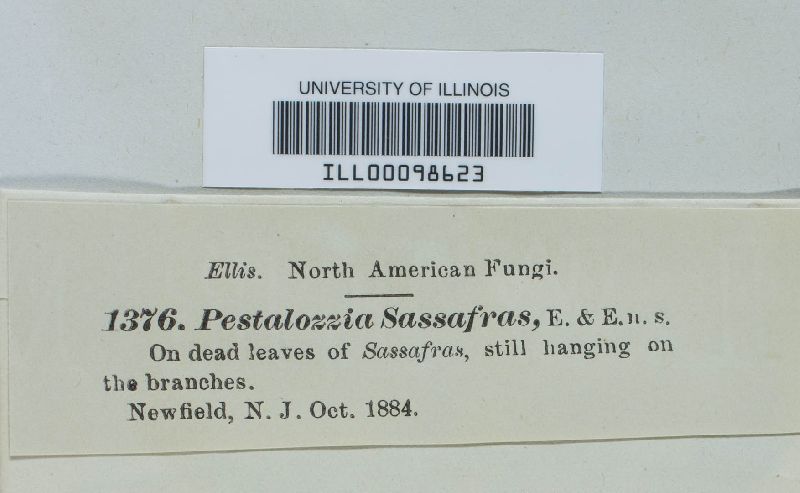 UNIVERSITY OF ILLINOIS
ILL00098623
Ellis. North American Fungi.
1376. Pestalozzia Sassafras, E. & E. n. s.
On dead leaves of Sassafras, still hanging on
the branches.
Newfield, N. J. Oct. 1884.